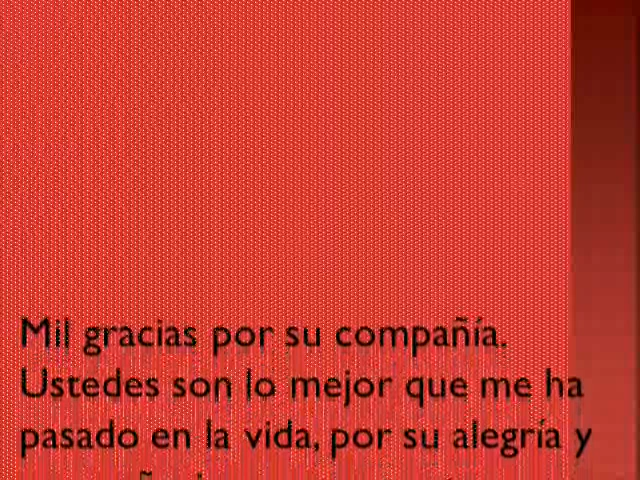 Mil gracias por su compañía.
Ustedes son lo mejor que me ha
pasado en la vida, por su alegría y